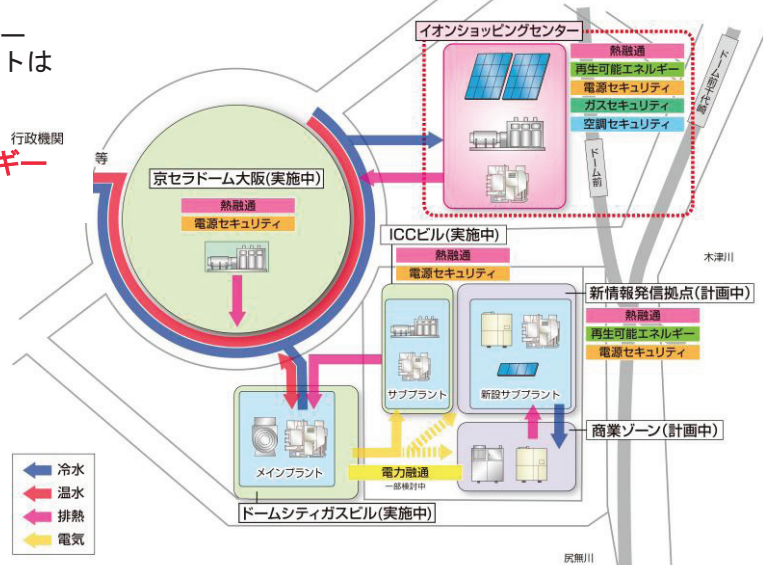 ー
トは
行政機関
等
ギー
イオンショッピングセンター
熱融通
再生可能エネルギー
電源セキュリティ
ガスセキュリティ
空調セキュリティ
ドーム前千代崎
ドーム前
京セラドーム大阪(実施中)
熱融通
電源セキュリティ
ICCビル(実施中)
熱融通
電源セキュリティ
木津川
新情報発信拠点(計画中)
熱融通
再生可能エネルギー
電源セキュリティ
サブプラント
新設サブプラント
商業ゾーン(計画中)
メインプラント
電力融通
一部検討中
ドームシティガスビル(実施中)
冷水
温水
排熱
電気
尻無川